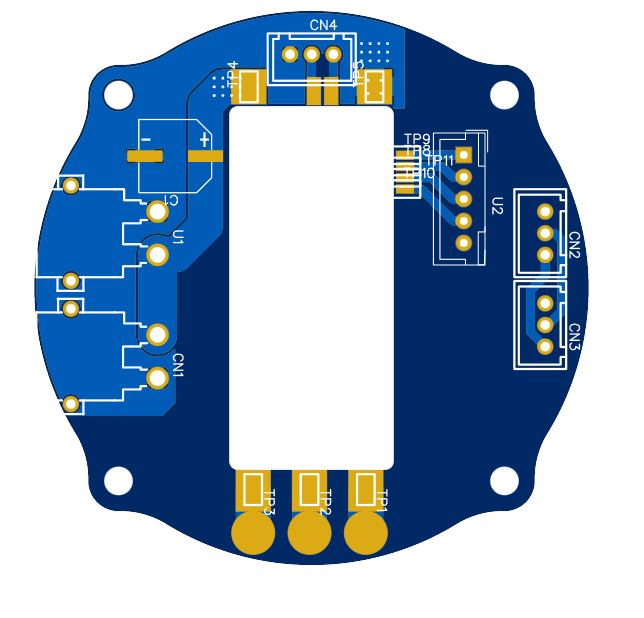 CN4
TP4
TP5
- +
C1
TP9
TP8
TP11
TP10
U2
U1
CN2
CN1
CN3
TP3
TP2
TP1